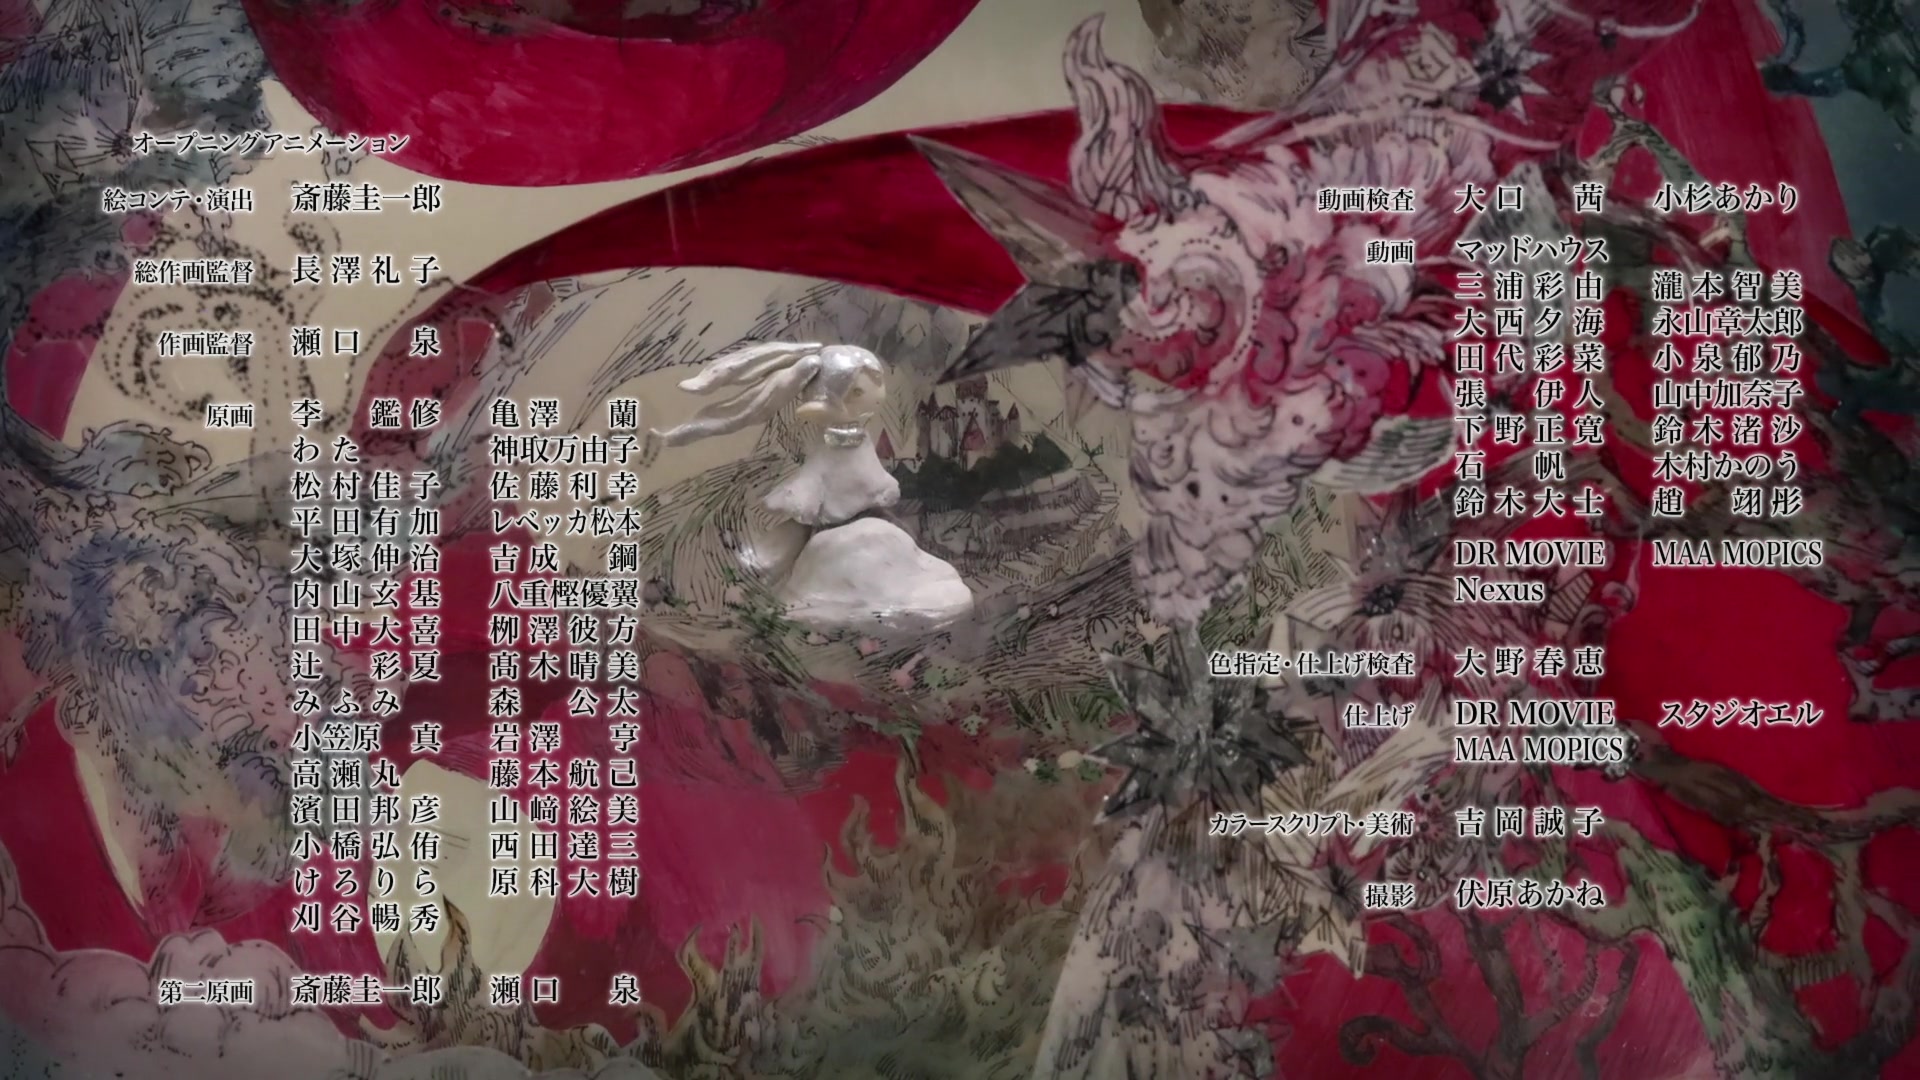 オープニングアニメーション
絵コンテ・演出 斎藤圭一郎
総作画監督 長澤礼子
作画監督 瀬口 泉
原画 李 鑑修 亀澤 蘭
わた 神取万由子
松村佳子 佐藤利幸
平田有加 レベッカ松本
大塚伸治 吉成 鋼
内山玄基 八重樫優翼
田中大喜 栁澤彼方
辻 彩夏 髙木晴美
みふみ 森 公太
小笠原 真 岩澤 亨
高瀬丸 藤本航己
濱田邦彦 山﨑絵美
小橋弘侑 西田達三
けろりら 原科大樹
刈谷暢秀
第二原画 斎藤圭一郎 瀬口 泉
動画検査 大口 茜 小杉あかり
動画 マッドハウス
三浦彩由 瀧本智美
大西夕海 永山章太郎
田代彩菜 小泉郁乃
張 伊人 山中加奈子
下野正寛 鈴木渚沙
石 帆 木村かのう
鈴木大士 趙 翊彤
DR MOVIE MAA MOPICS
Nexus
色指定・仕上げ検査 大野春恵
仕上げ DR MOVIE スタジオエル
MAA MOPICS
カラースクリプト・美術 吉岡誠子
撮影 伏原あかね